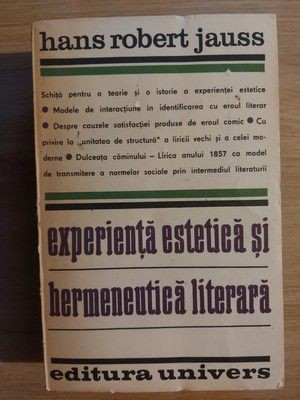 hans robert jauss
Schiță pentru o teorie și o istorie a experienței estetice
● Modele de interacțiune în identificarea cu eroul literar
● Despre cauzele satisfacției produse de eroul comic ● Cu
privire la „unitatea de structură" a liricii vechi și a celei mo-
derne ● Dulceața căminului – Lirica anului 1857 ca model
de transmitere a normelor sociale prin intermediul literaturii
experiență estetică și
hermeneutică literară
editura univers